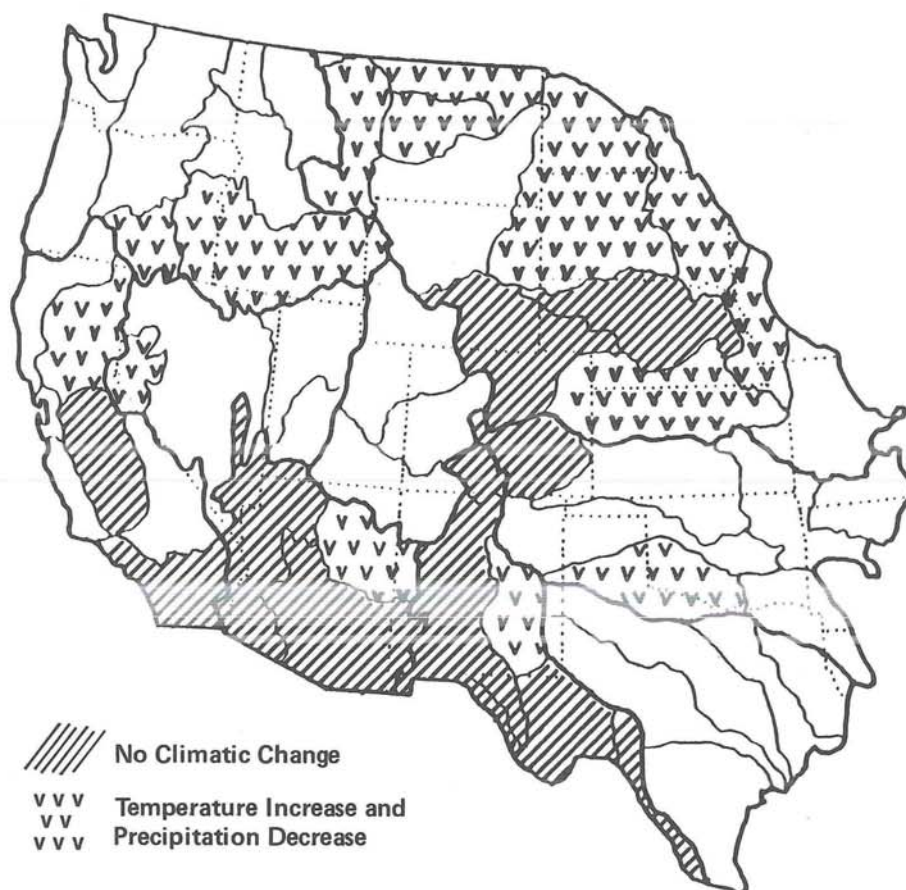 No Climatic Change
Temperature Increase and
Precipitation Decrease